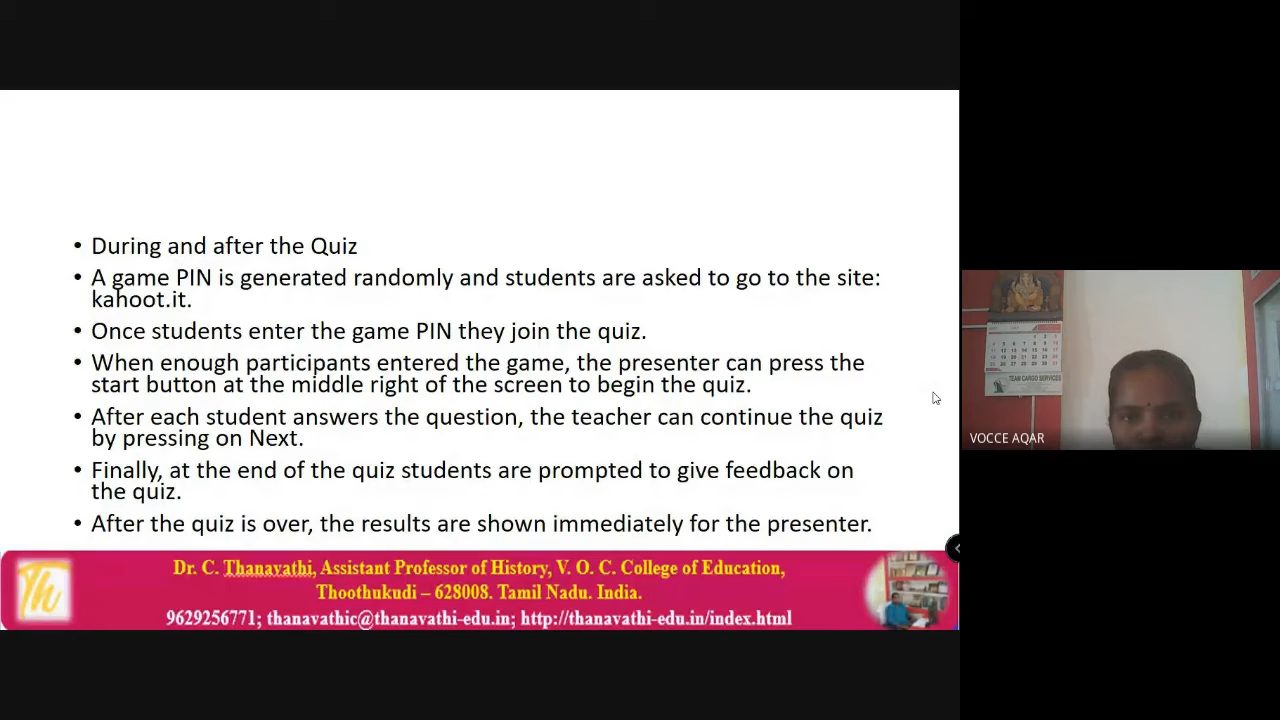 • During and after the Quiz
• A game PIN is generated randomly and students are asked to go to the site:
kahoot.it.
• Once students enter the game PIN they join the quiz.
• When enough participants entered the game, the presenter can press the
start button at the middle right of the screen to begin the quiz.
• After each student answers the question, the teacher can continue the quiz
by pressing on Next.
• Finally, at the end of the quiz students are prompted to give feedback on
the quiz.
• After the quiz is over, the results are shown immediately for the presenter.
Th
Dr. C. Thanavathi, Assistant Professor of History, V. O. C. College of Education,
Thoothukudi – 628008. Tamil Nadu. India.
9629256771; thanavathic@thanavathi-edu.in; http://thanavathi-edu.in/index.html
TEAM CARGO SERVICES
VOCCE AQAR